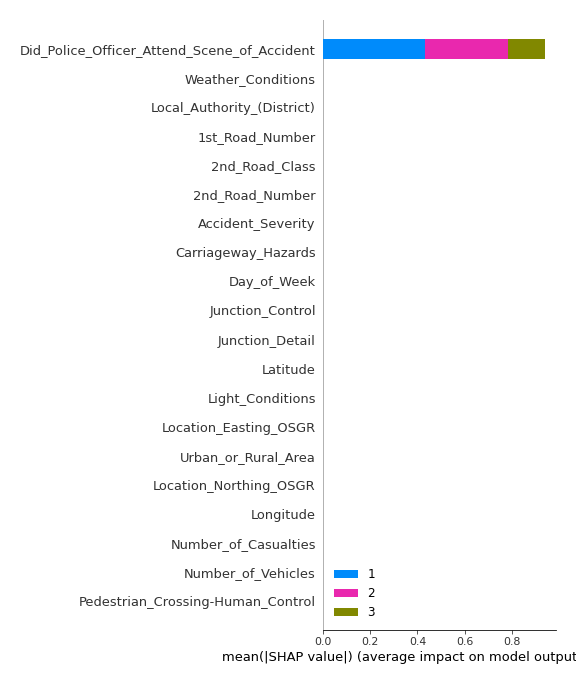 Did_Police_Officer_Attend_Scene_of_Accident
Weather_Conditions
Local_Authority_(District)
1st_Road_Number
2nd_Road_Class
2nd_Road_Number
Accident_Severity
Carriageway_Hazards
Day_of_Week
Junction_Control
Junction_Detail
Latitude
Light_Conditions
Location_Easting_OSGR
Urban_or_Rural_Area
Location_Northing_OSGR
Longitude
Number_of_Casualties
Number_of_Vehicles
Pedestrian_Crossing-Human_Control
1
2
3
0.0 0.2 0.4 0.6 0.8
mean(|SHAP value|) (average impact on model output